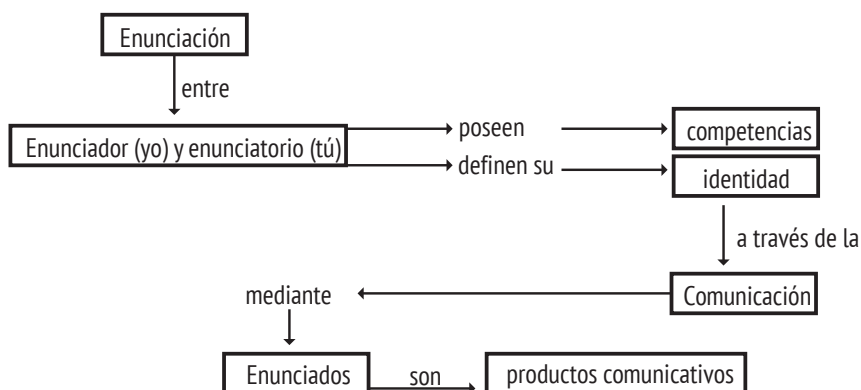 Enunciación
entre
Enunciador (yo) y enunciatorio (tú)
poseen
competencias
definen su
identidad
a través de la
Comunicación
mediante
Enunciados
son
productos comunicativos